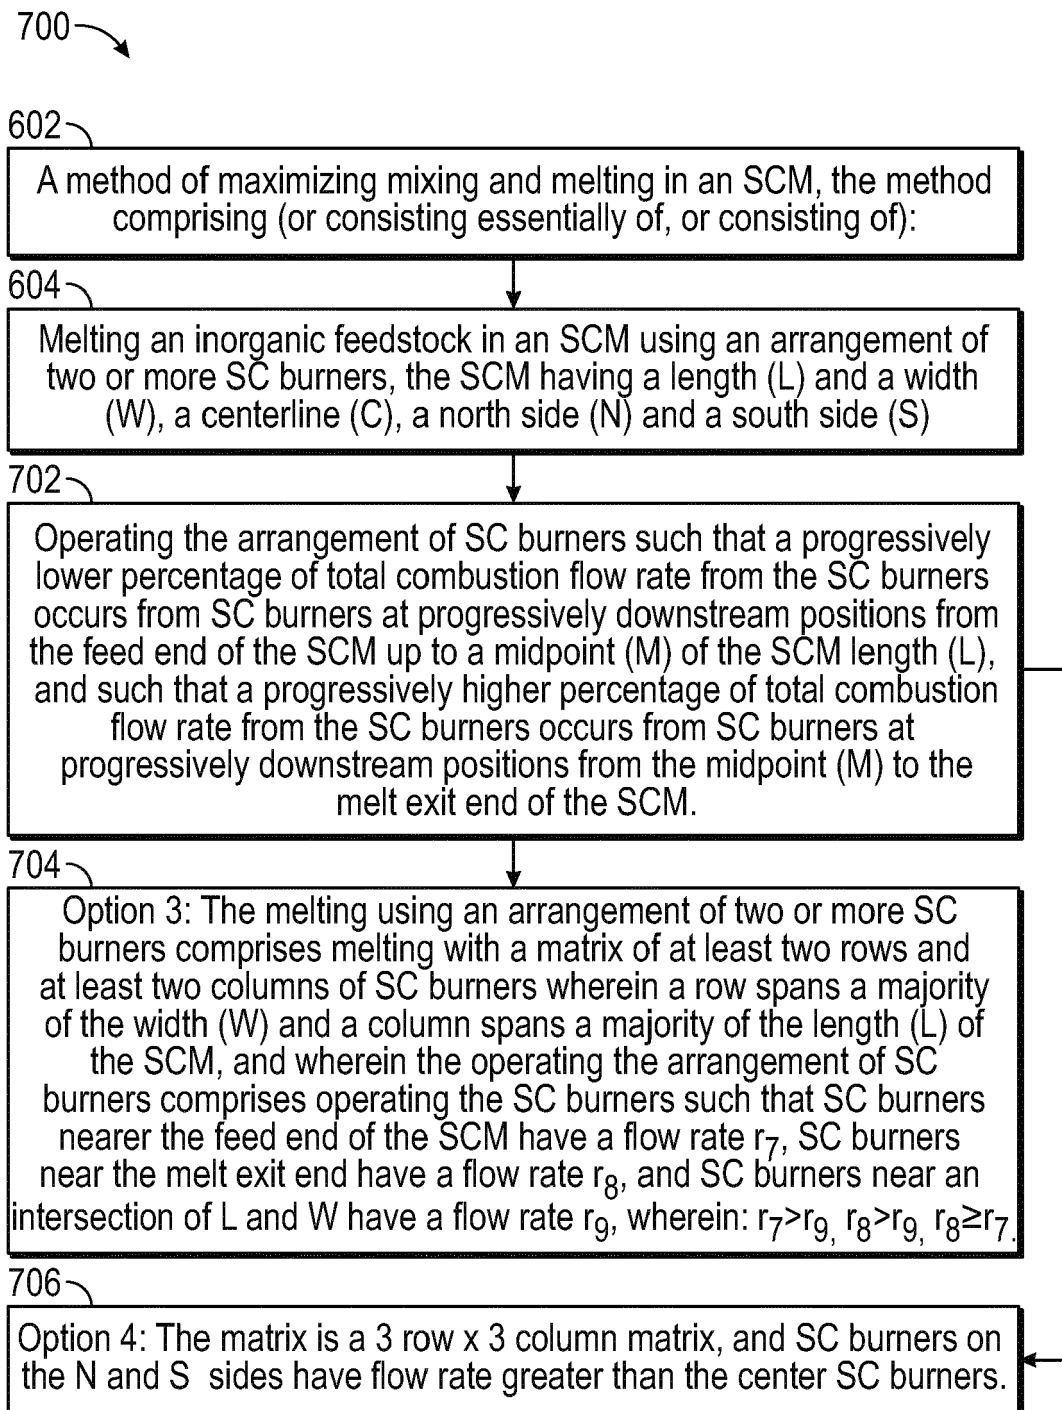 700
602
A method of maximizing mixing and melting in an SCM, the method
comprising (or consisting essentially of, or consisting of):
604
Melting an inorganic feedstock in an SCM using an arrangement of
two or more SC burners, the SCM having a length (L) and a width
(W), a centerline (C), a north side (N) and a south side (S)
702
Operating the arrangement of SC burners such that a progressively
lower percentage of total combustion flow rate from the SC burners
occurs from SC burners at progressively downstream positions from
the feed end of the SCM up to a midpoint (M) of the SCM length (L),
and such that a progressively higher percentage of total combustion
flow rate from the SC burners occurs from SC burners at
progressively downstream positions from the midpoint (M) to the
melt exit end of the SCM.
704
Option 3: The melting using an arrangement of two or more SC
burners comprises melting with a matrix of at least two rows and
at least two columns of SC burners wherein a row spans a majority
of the width (W) and a column spans a majority of the length (L) of
the SCM, and wherein the operating the arrangement of SC
burners comprises operating the SC burners such that SC burners
nearer the feed end of the SCM have a flow rate r₇, SC burners
near the melt exit end have a flow rate r₈, and SC burners near an
intersection of L and W have a flow rate r₉, wherein: r₇>r₉, r₈>r₉, r₈≥r₇.
706
Option 4: The matrix is a 3 row x 3 column matrix, and SC burners on
the N and S sides have flow rate greater than the center SC burners.